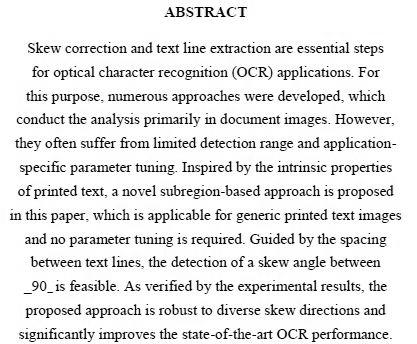 ABSTRACT
Skew correction and text line extraction are essential steps
for optical character recognition (OCR) applications. For
this purpose, numerous approaches were developed, which
conduct the analysis primarily in document images. However,
they often suffer from limited detection range and application-
specific parameter tuning. Inspired by the intrinsic properties
of printed text, a novel subregion-based approach is proposed
in this paper, which is applicable for generic printed text images
and no parameter tuning is required. Guided by the spacing
between text lines, the detection of a skew angle between
_90_is feasible. As verified by the experimental results, the
proposed approach is robust to diverse skew directions and
significantly improves the state-of-the-art OCR performance.